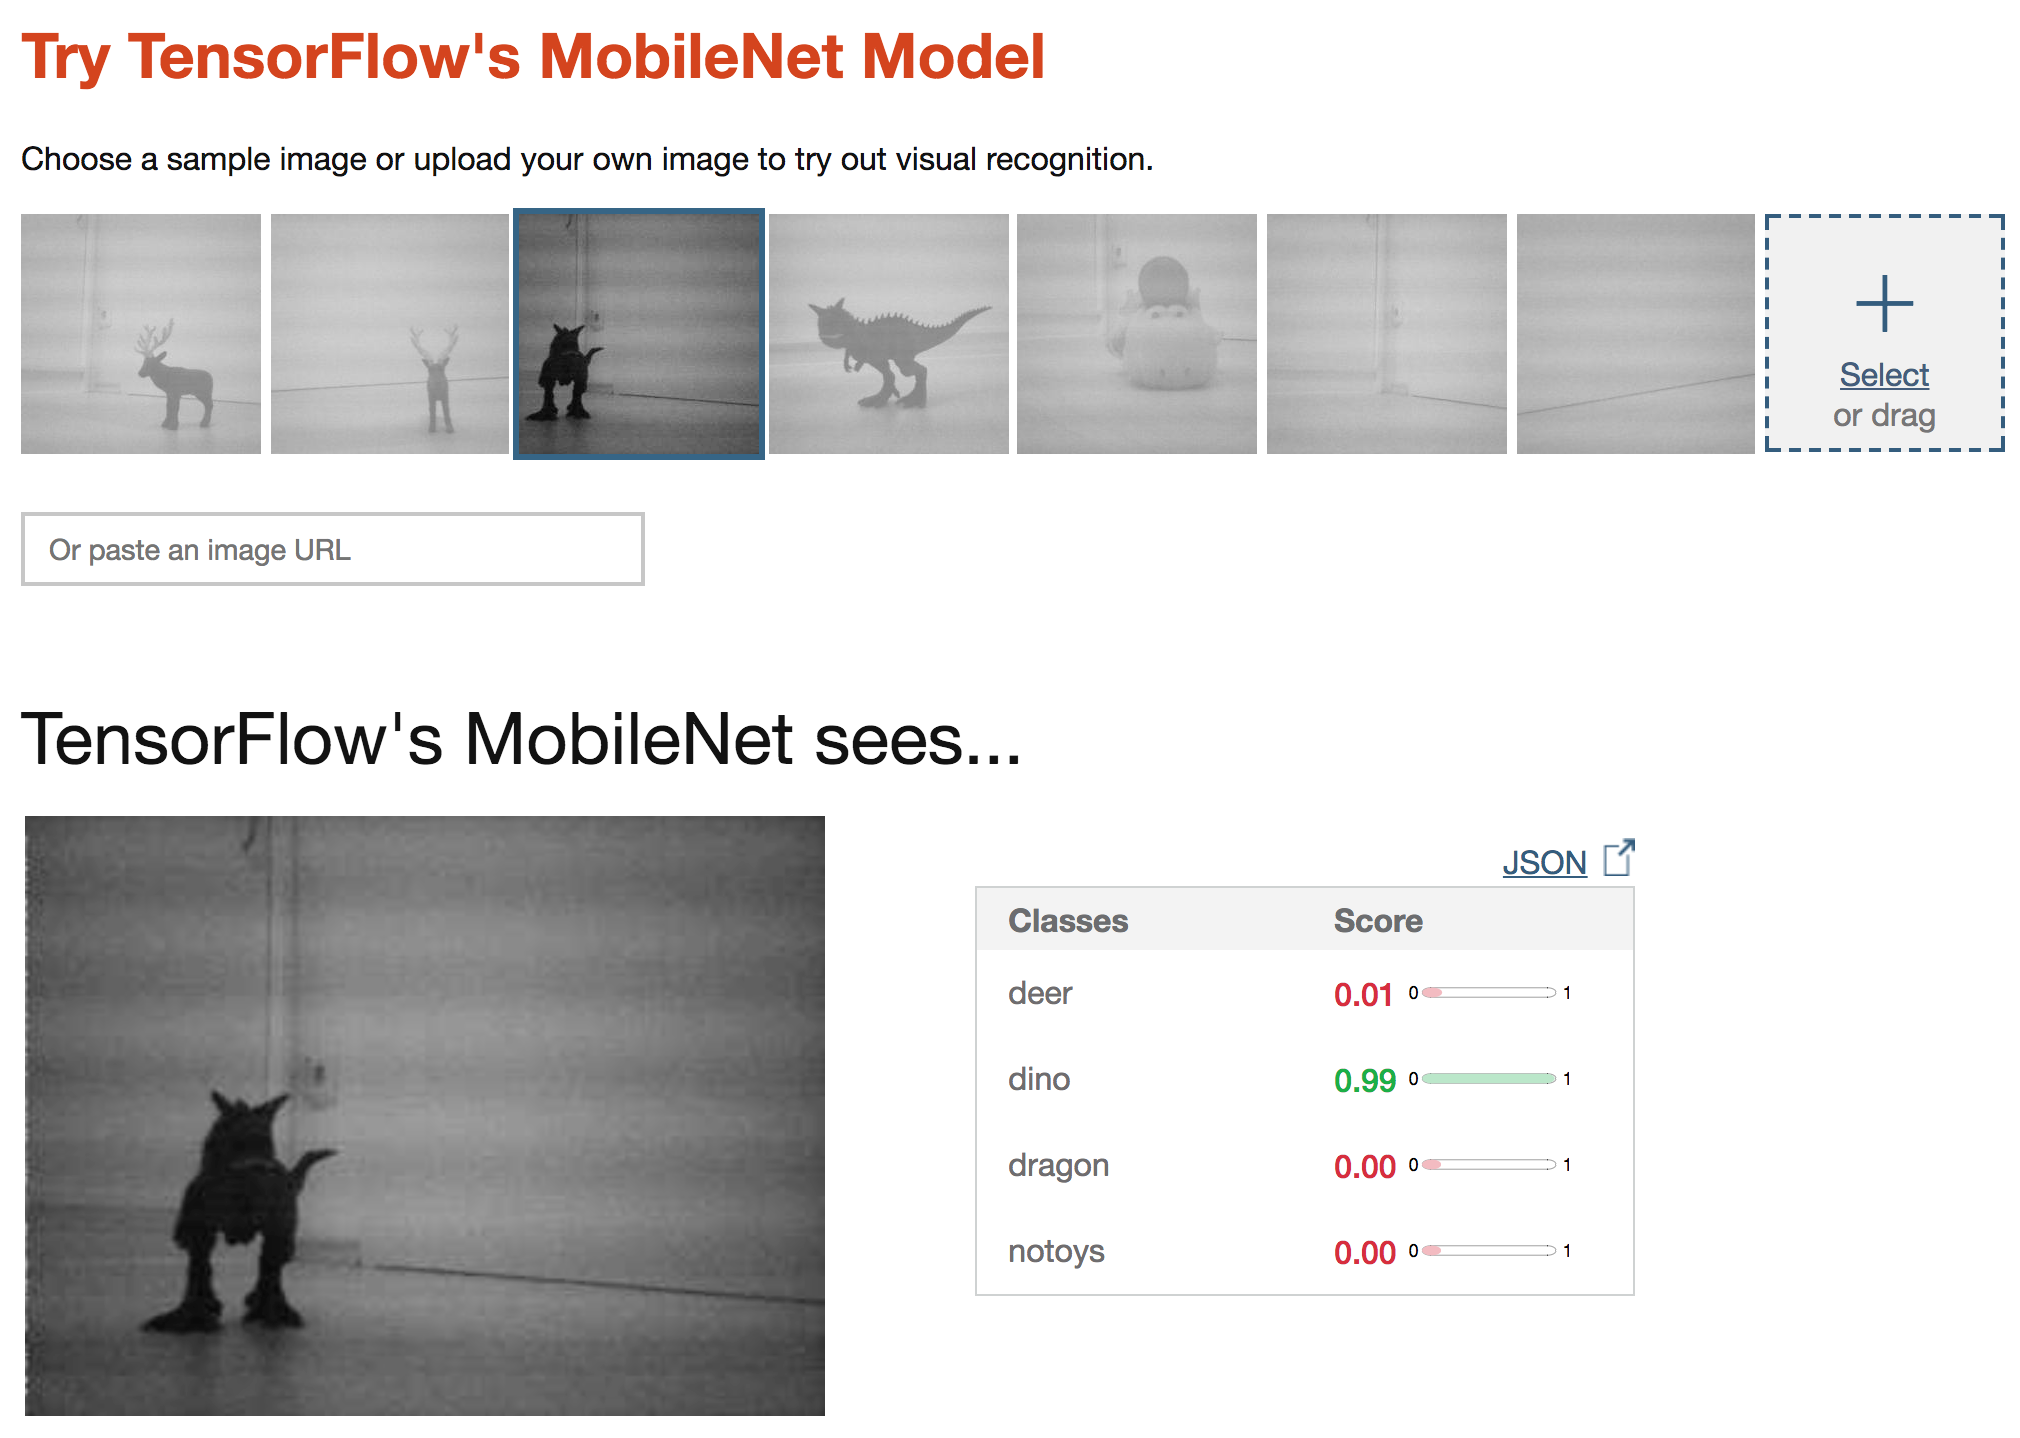 Try TensorFlow's MobileNet Model
Choose a sample image or upload your own image to try out visual recognition.
Select
or drag
Or paste an image URL
TensorFlow's MobileNet sees...
JSON
Classes Score
deer 0.01 0 1
dino 0.99 0 1
dragon 0.00 0 1
notoys 0.00 0 1